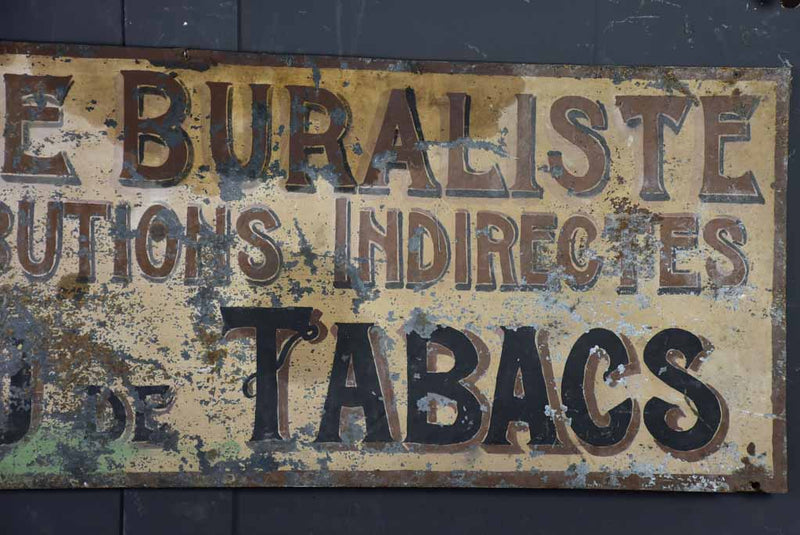 E BURALISTE
BUTIONS INDIRECTES
U DE TABACS